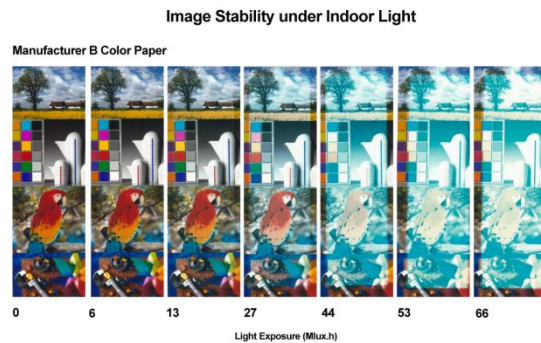 Image Stability under Indoor Light
Manufacturer B Color Paper
0 6 13 27 44 53 66
Light Exposure (Mlux.h)